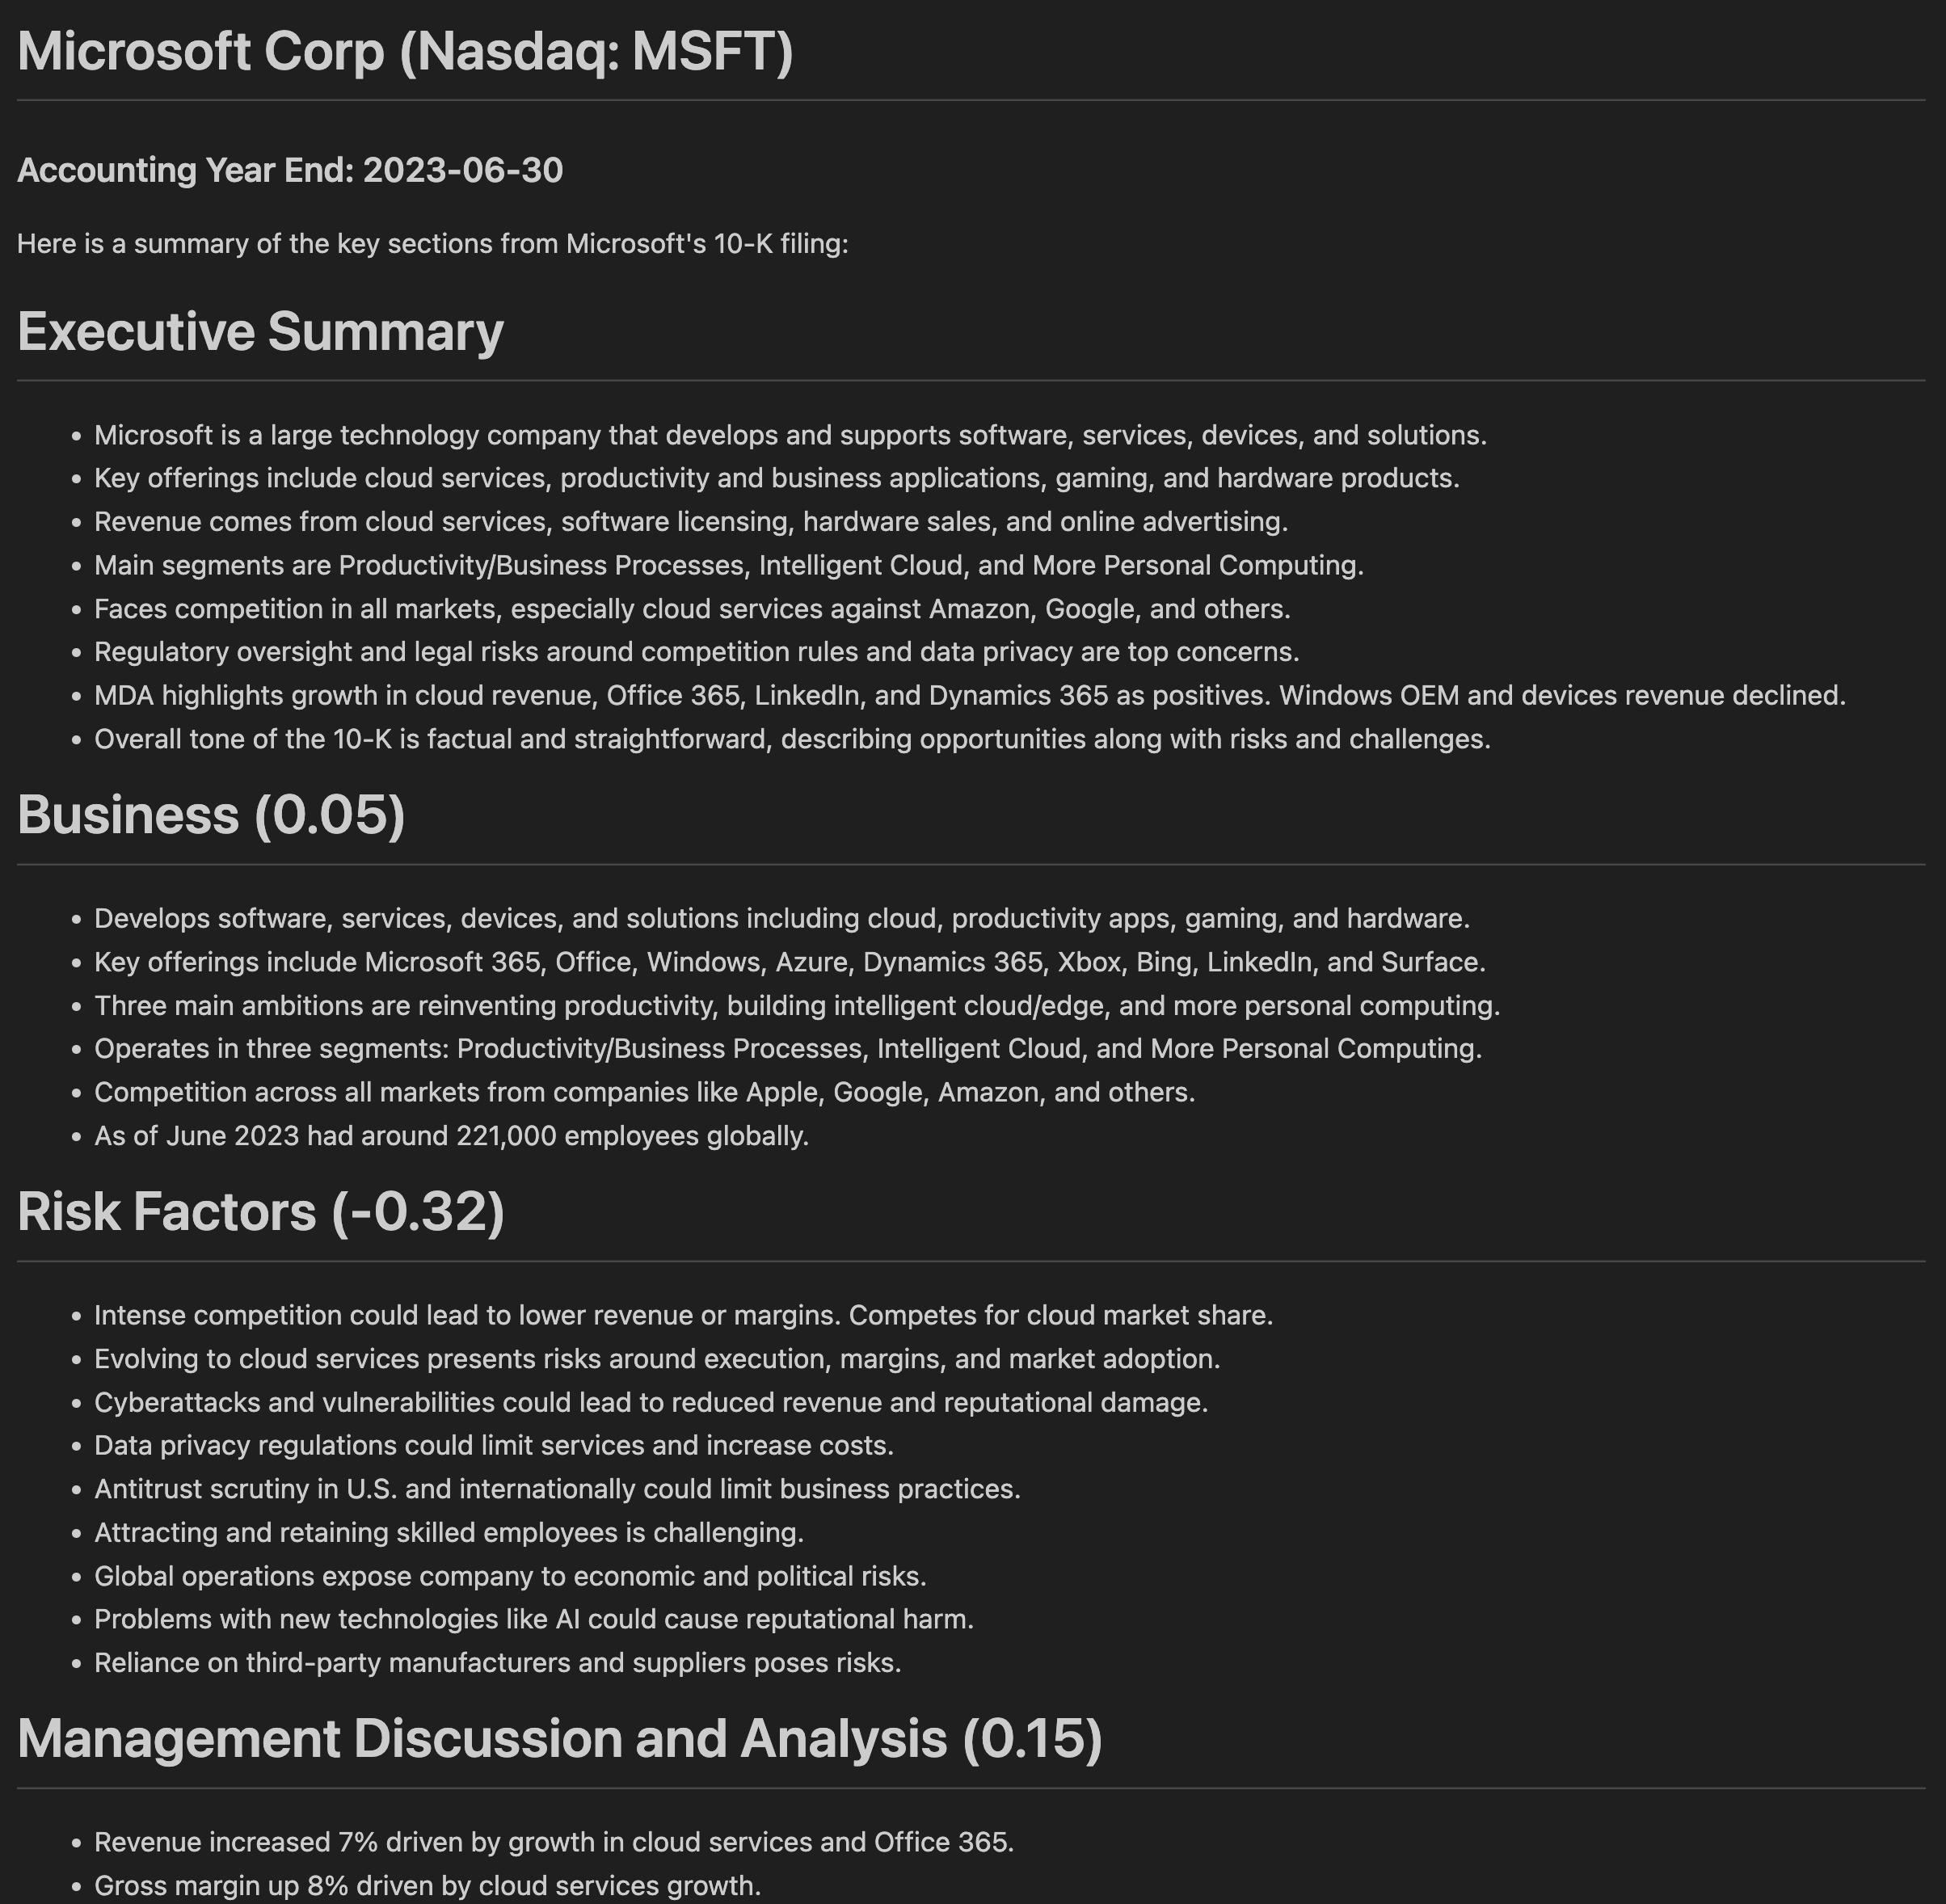 Microsoft Corp (Nasdaq: MSFT)
Accounting Year End: 2023-06-30
Here is a summary of the key sections from Microsoft's 10-K filing:
Executive Summary
• Microsoft is a large technology company that develops and supports software, services, devices, and solutions.
• Key offerings include cloud services, productivity and business applications, gaming, and hardware products.
• Revenue comes from cloud services, software licensing, hardware sales, and online advertising.
• Main segments are Productivity/Business Processes, Intelligent Cloud, and More Personal Computing.
• Faces competition in all markets, especially cloud services against Amazon, Google, and others.
• Regulatory oversight and legal risks around competition rules and data privacy are top concerns.
• MDA highlights growth in cloud revenue, Office 365, LinkedIn, and Dynamics 365 as positives. Windows OEM and devices revenue declined.
• Overall tone of the 10-K is factual and straightforward, describing opportunities along with risks and challenges.
Business (0.05)
• Develops software, services, devices, and solutions including cloud, productivity apps, gaming, and hardware.
• Key offerings include Microsoft 365, Office, Windows, Azure, Dynamics 365, Xbox, Bing, LinkedIn, and Surface.
• Three main ambitions are reinventing productivity, building intelligent cloud/edge, and more personal computing.
• Operates in three segments: Productivity/Business Processes, Intelligent Cloud, and More Personal Computing.
• Competition across all markets from companies like Apple, Google, Amazon, and others.
• As of June 2023 had around 221,000 employees globally.
Risk Factors (-0.32)
• Intense competition could lead to lower revenue or margins. Competes for cloud market share.
• Evolving to cloud services presents risks around execution, margins, and market adoption.
• Cyberattacks and vulnerabilities could lead to reduced revenue and reputational damage.
• Data privacy regulations could limit services and increase costs.
• Antitrust scrutiny in U.S. and internationally could limit business practices.
• Attracting and retaining skilled employees is challenging.
• Global operations expose company to economic and political risks.
• Problems with new technologies like AI could cause reputational harm.
• Reliance on third-party manufacturers and suppliers poses risks.
Management Discussion and Analysis (0.15)
• Revenue increased 7% driven by growth in cloud services and Office 365.
• Gross margin up 8% driven by cloud services growth.